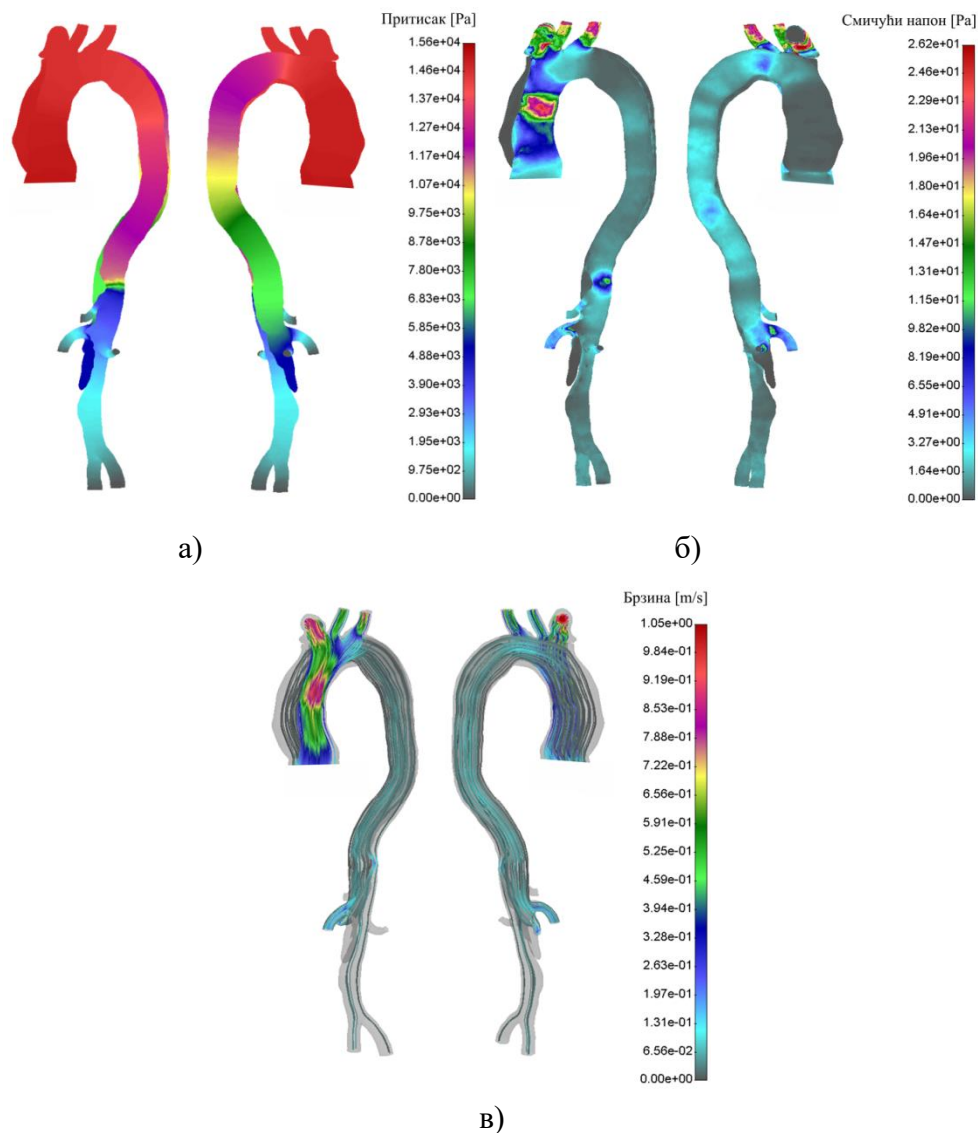 Притисак [Pa]
1.56e+04
1.46e+04
1.37e+04
1.27e+04
1.17e+04
1.07e+04
9.75e+03
8.78e+03
7.80e+03
6.83e+03
5.85e+03
4.88e+03
3.90e+03
2.93e+03
1.95e+03
9.75e+02
0.00e+00
Смичући напон [Pa]
2.62e+01
2.46e+01
2.29e+01
2.13e+01
1.96e+01
1.80e+01
1.64e+01
1.47e+01
1.31e+01
1.15e+01
9.82e+00
8.19e+00
6.55e+00
4.91e+00
3.27e+00
1.64e+00
0.00e+00
а)
б)
Брзина [m/s]
1.05e+00
9.84e-01
9.19e-01
8.53e-01
7.88e-01
7.22e-01
6.56e-01
5.91e-01
5.25e-01
4.59e-01
3.94e-01
3.28e-01
2.63e-01
1.97e-01
1.31e-01
6.56e-02
0.00e+00
в)